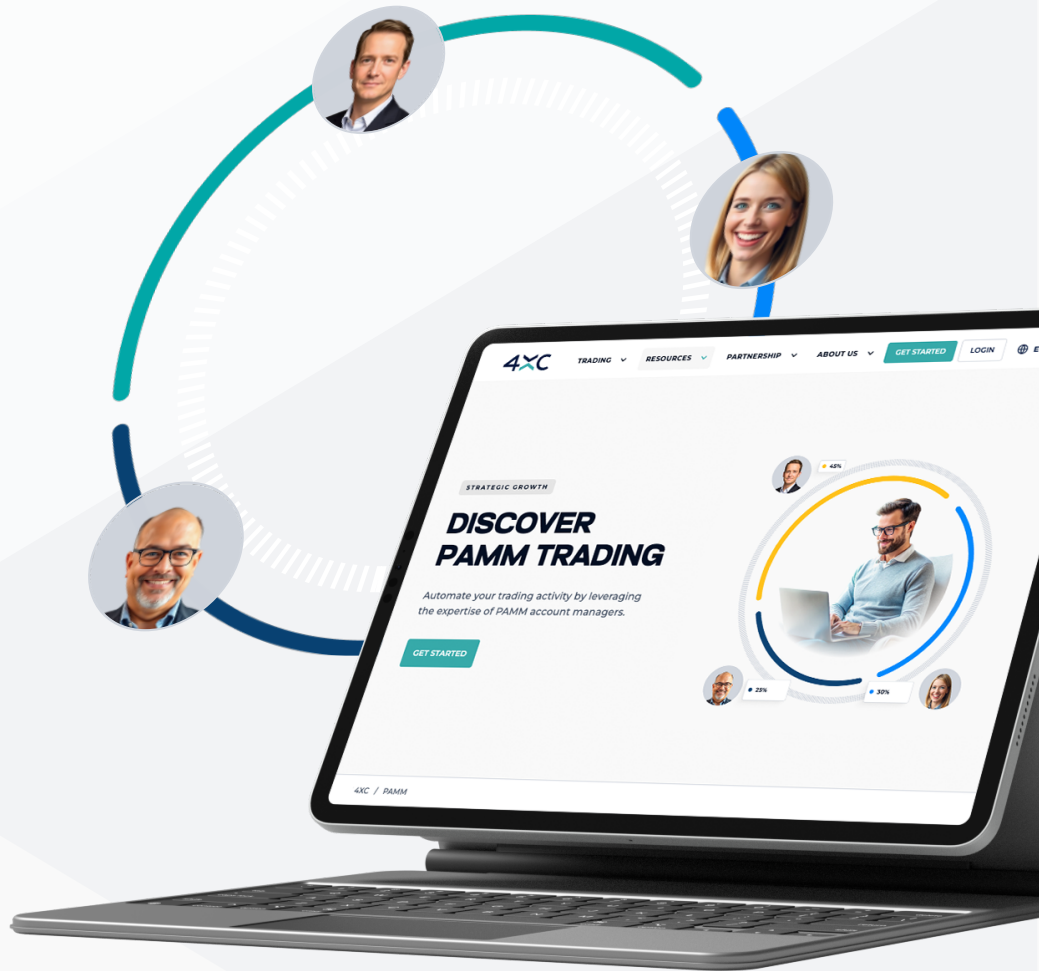 4XC
TRADING
RESOURCES
PARTNERSHIP
ABOUT US
GET STARTED
LOGIN
STRATEGIC GROWTH
DISCOVER
PAMM TRADING
Automate your trading activity by leveraging
the expertise of PAMM account managers.
GET STARTED
45%
25%
30%
4XC / PAMM